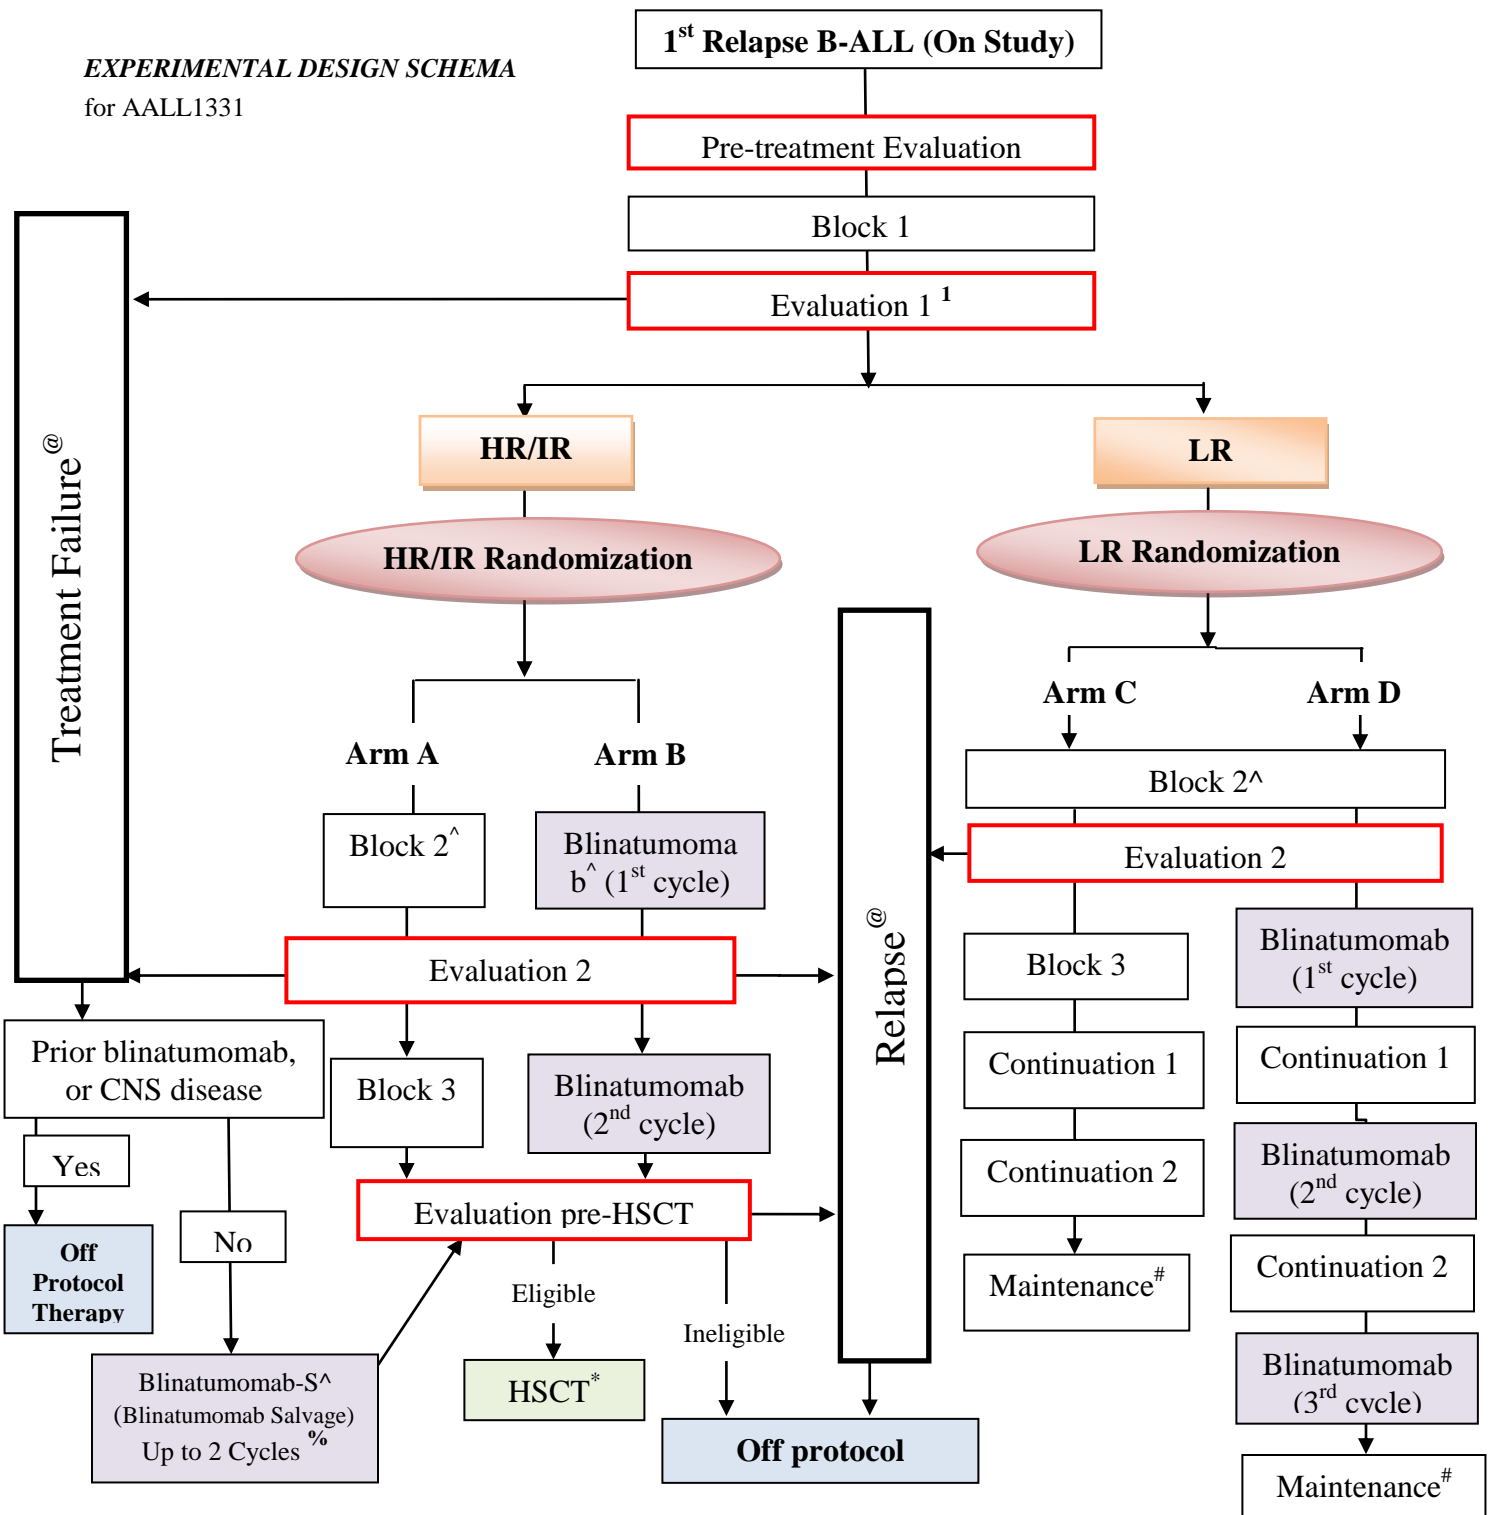 1st Relapse B-ALL (On Study)
EXPERIMENTAL DESIGN SCHEMA
for AALL1331
Pre-treatment Evaluation
Block 1
Evaluation 1 1
Treatment Failure@
HR/IR
LR
HR/IR Randomization
LR Randomization
Arm A
Arm B
Arm C
Arm D
Block 2^
Blinatumoma
b^ (1st cycle)
Block 2^
Evaluation 2
Evaluation 2
Relapse@
Block 3
Blinatumomab
(2nd cycle)
Block 3
Continuation 1
Continuation 2
Maintenance#
Blinatumomab
(1st cycle)
Continuation 1
Blinatumomab
(2nd cycle)
Continuation 2
Blinatumomab
(3rd cycle)
Maintenance#
Prior blinatumomab,
or CNS disease
Yes
No
Off
Protocol
Therapy
Blinatumomab-S^
(Blinatumomab Salvage)
Up to 2 Cycles %
Evaluation pre-HSCT
Eligible
Ineligible
HSCT*
Off protocol